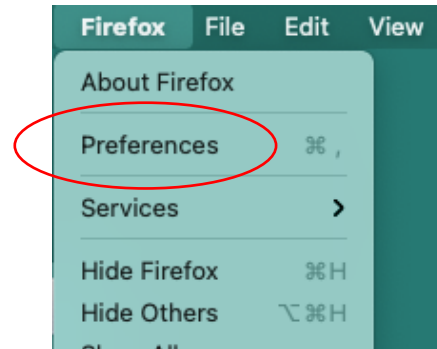 Firefox File Edit View
About Firefox
Preferences ⌘ ,
Services >
Hide Firefox ⌘H
Hide Others ⌥⌘H